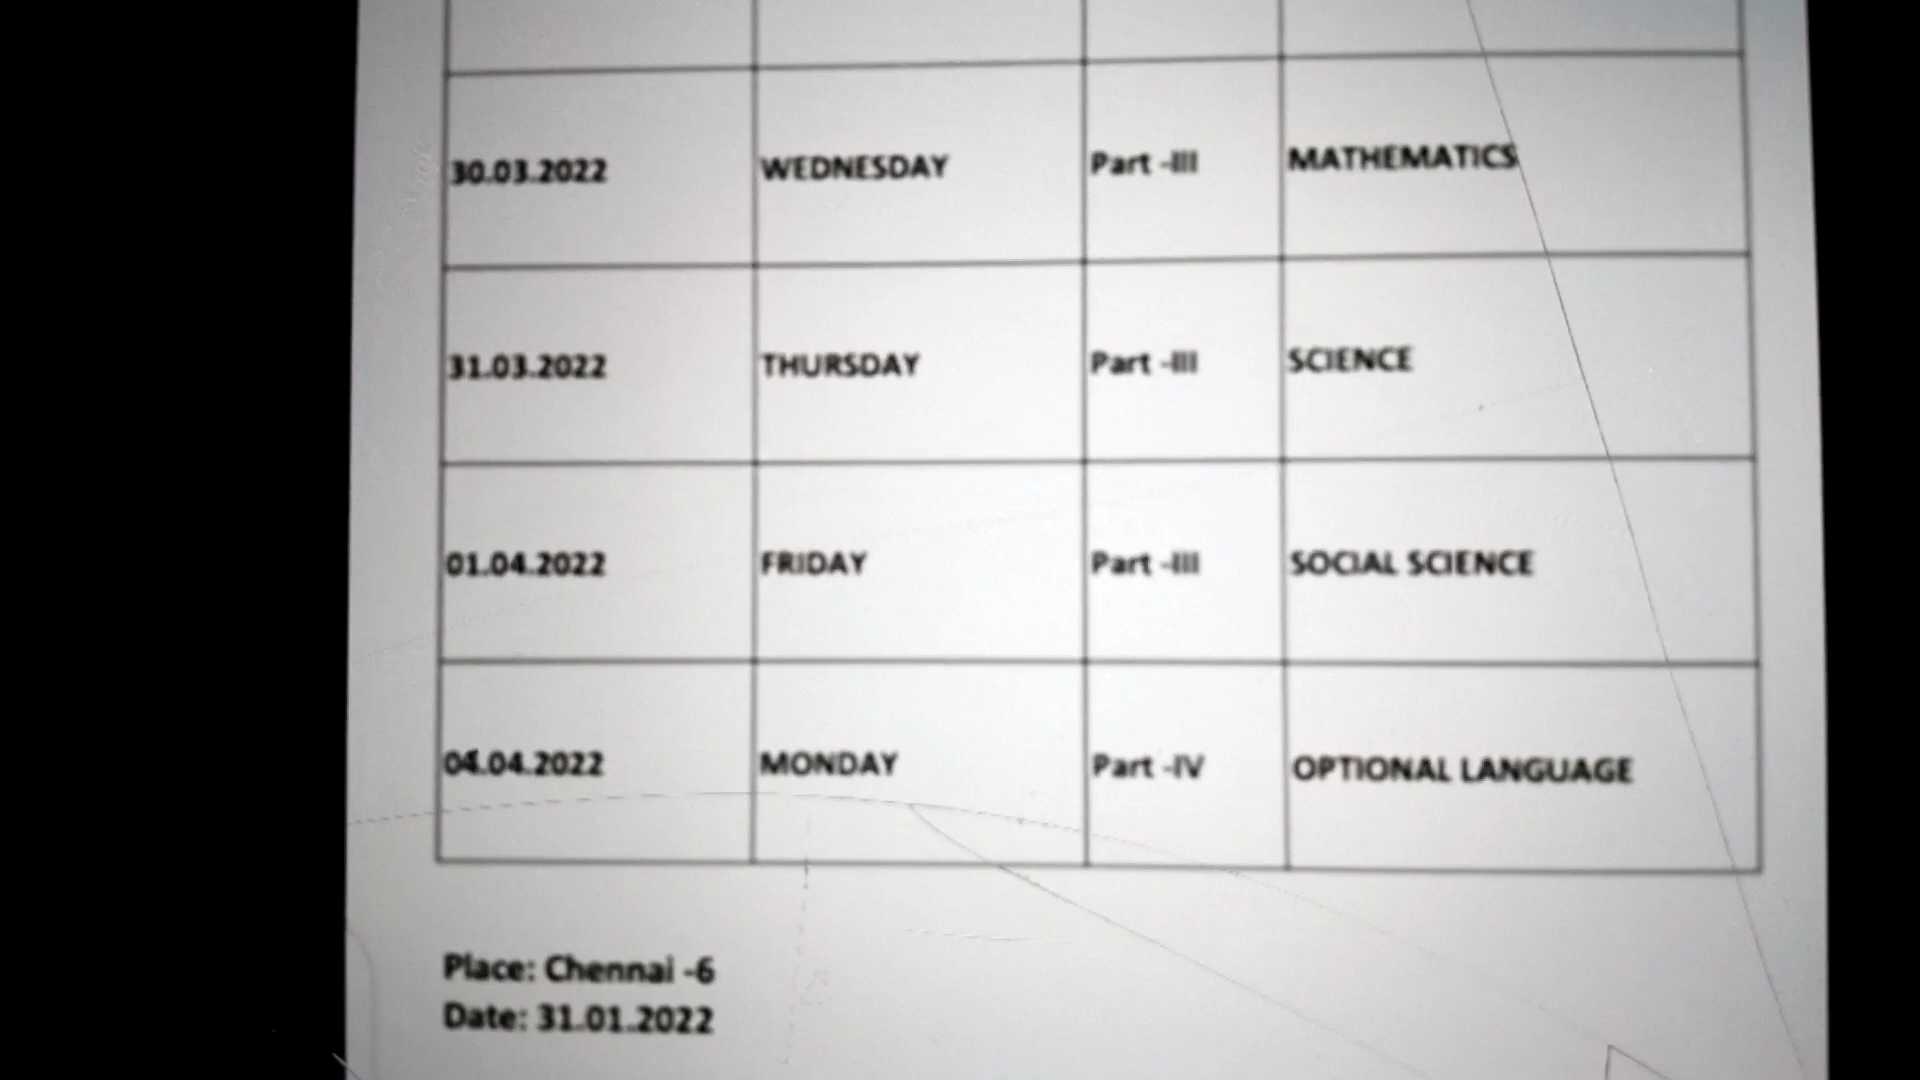 30.03.2022 WEDNESDAY Part -III MATHEMATICS
31.03.2022 THURSDAY Part -III SCIENCE
01.04.2022 FRIDAY Part -III SOCIAL SCIENCE
04.04.2022 MONDAY Part -IV OPTIONAL LANGUAGE
Place: Chennai -6
Date: 31.01.2022